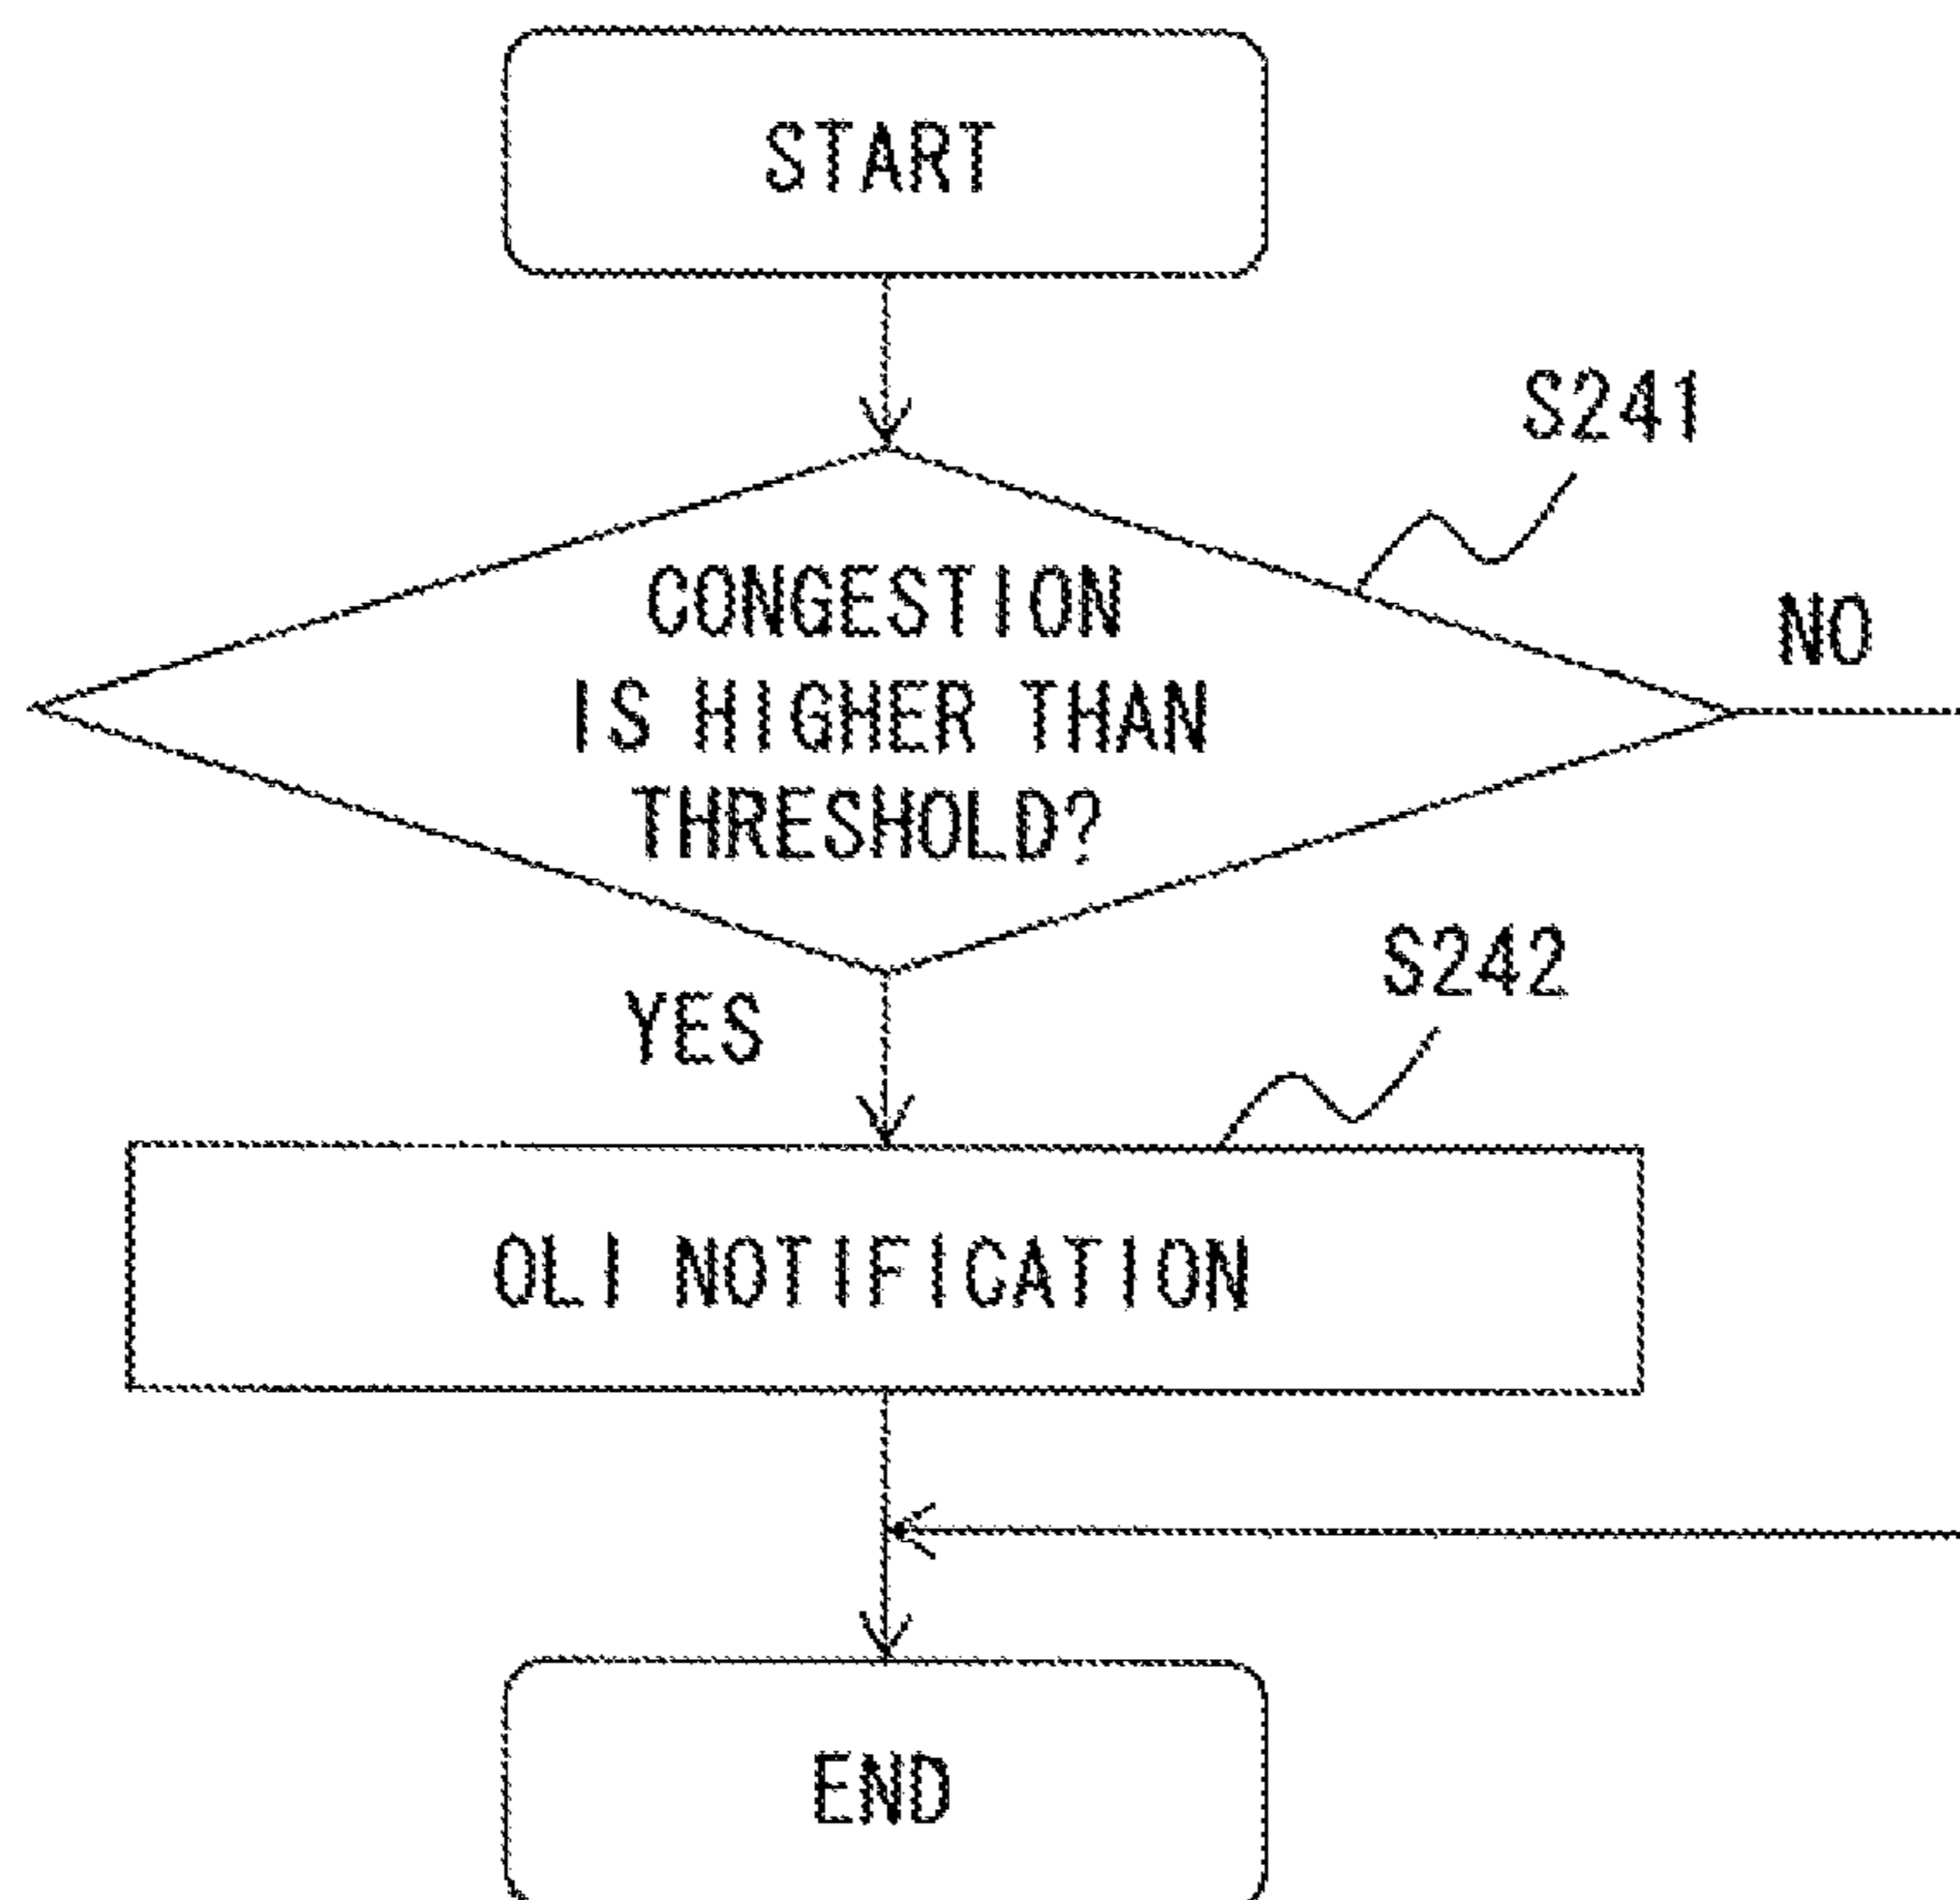 START
S241
CONGESTION
IS HIGHER THAN
THRESHOLD?
NO
YES
S242
OLI NOTIFICATION
END